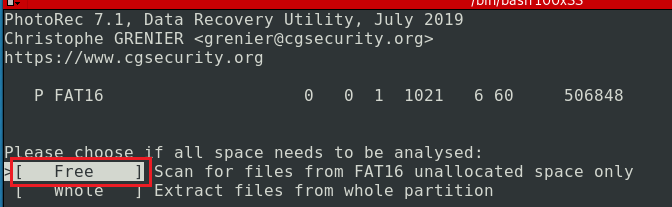 /bin/bash 100x33
PhotoRec 7.1, Data Recovery Utility, July 2019
Christophe GRENIER <grenier@cgsecurity.org>
https://www.cgsecurity.org
P FAT16 0 0 1 1021 6 60 506848
Please choose if all space needs to be analysed:
>[ Free ] Scan for files from FAT16 unallocated space only
[ Whole ] Extract files from whole partition